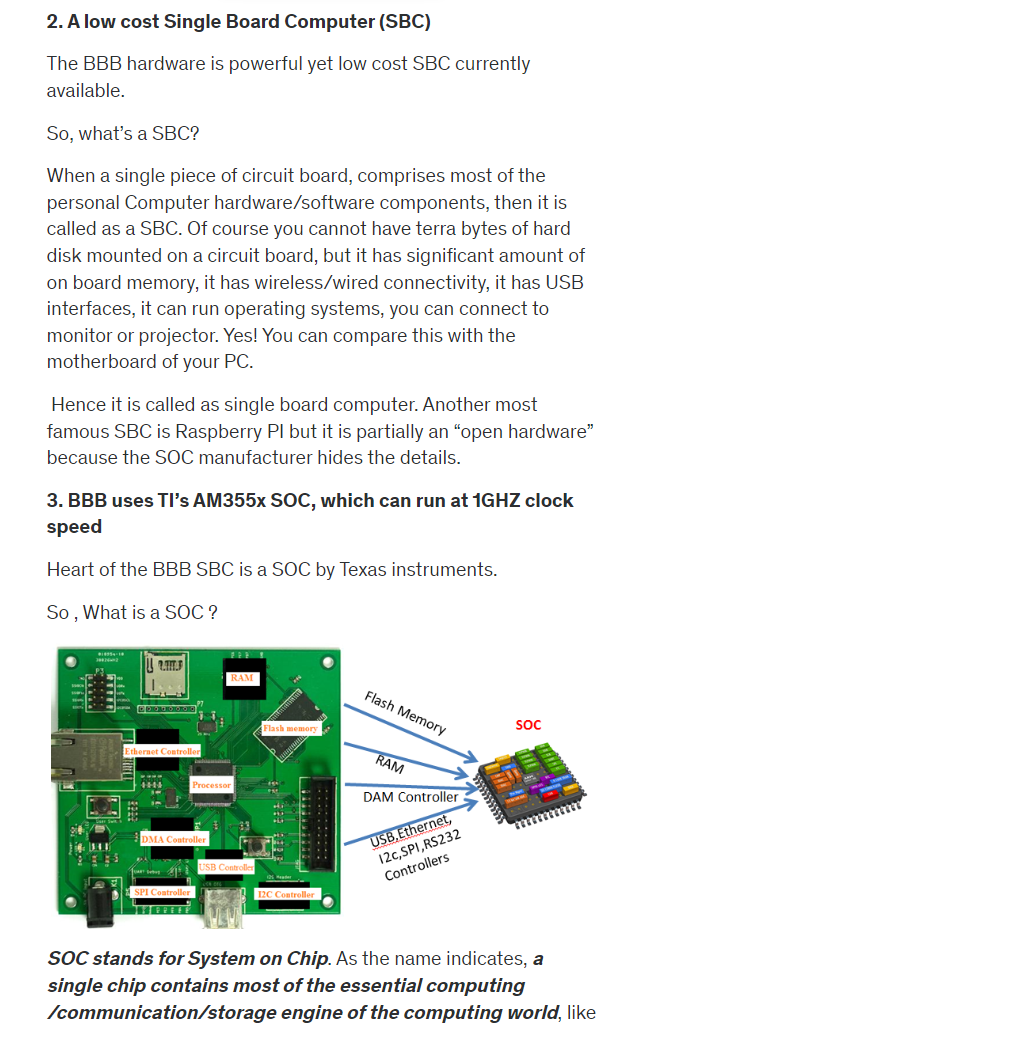 2. A low cost Single Board Computer (SBC)
The BBB hardware is powerful yet low cost SBC currently
available.
So, what’s a SBC?
When a single piece of circuit board, comprises most of the
personal Computer hardware/software components, then it is
called as a SBC. Of course you cannot have terra bytes of hard
disk mounted on a circuit board, but it has significant amount of
on board memory, it has wireless/wired connectivity, it has USB
interfaces, it can run operating systems, you can connect to
monitor or projector. Yes! You can compare this with the
motherboard of your PC.
Hence it is called as single board computer. Another most
famous SBC is Raspberry PI but it is partially an “open hardware”
because the SOC manufacturer hides the details.
3. BBB uses TI’s AM355x SOC, which can run at 1GHZ clock
speed
Heart of the BBB SBC is a SOC by Texas instruments.
So , What is a SOC ?
RAM
Flash memory
Ethernet Controller
Processor
DMA Controller
USB Controller
SPI Controller
I2C Controller
P7
Flash Memory
RAM
DAM Controller
USB,Ethernet,
I2c,SPI,RS232
Controllers
SOC
SOC stands for System on Chip. As the name indicates, a
single chip contains most of the essential computing
/communication/storage engine of the computing world, like